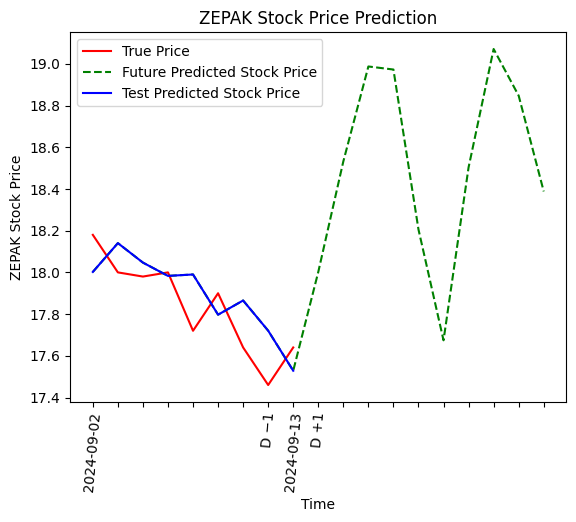 ZEPAK Stock Price Prediction
True Price
Future Predicted Stock Price
Test Predicted Stock Price
ZEPAK Stock Price
19.0
18.8
18.6
18.4
18.2
18.0
17.8
17.6
17.4
2024-09-02
D −1
2024-09-13
D +1
Time